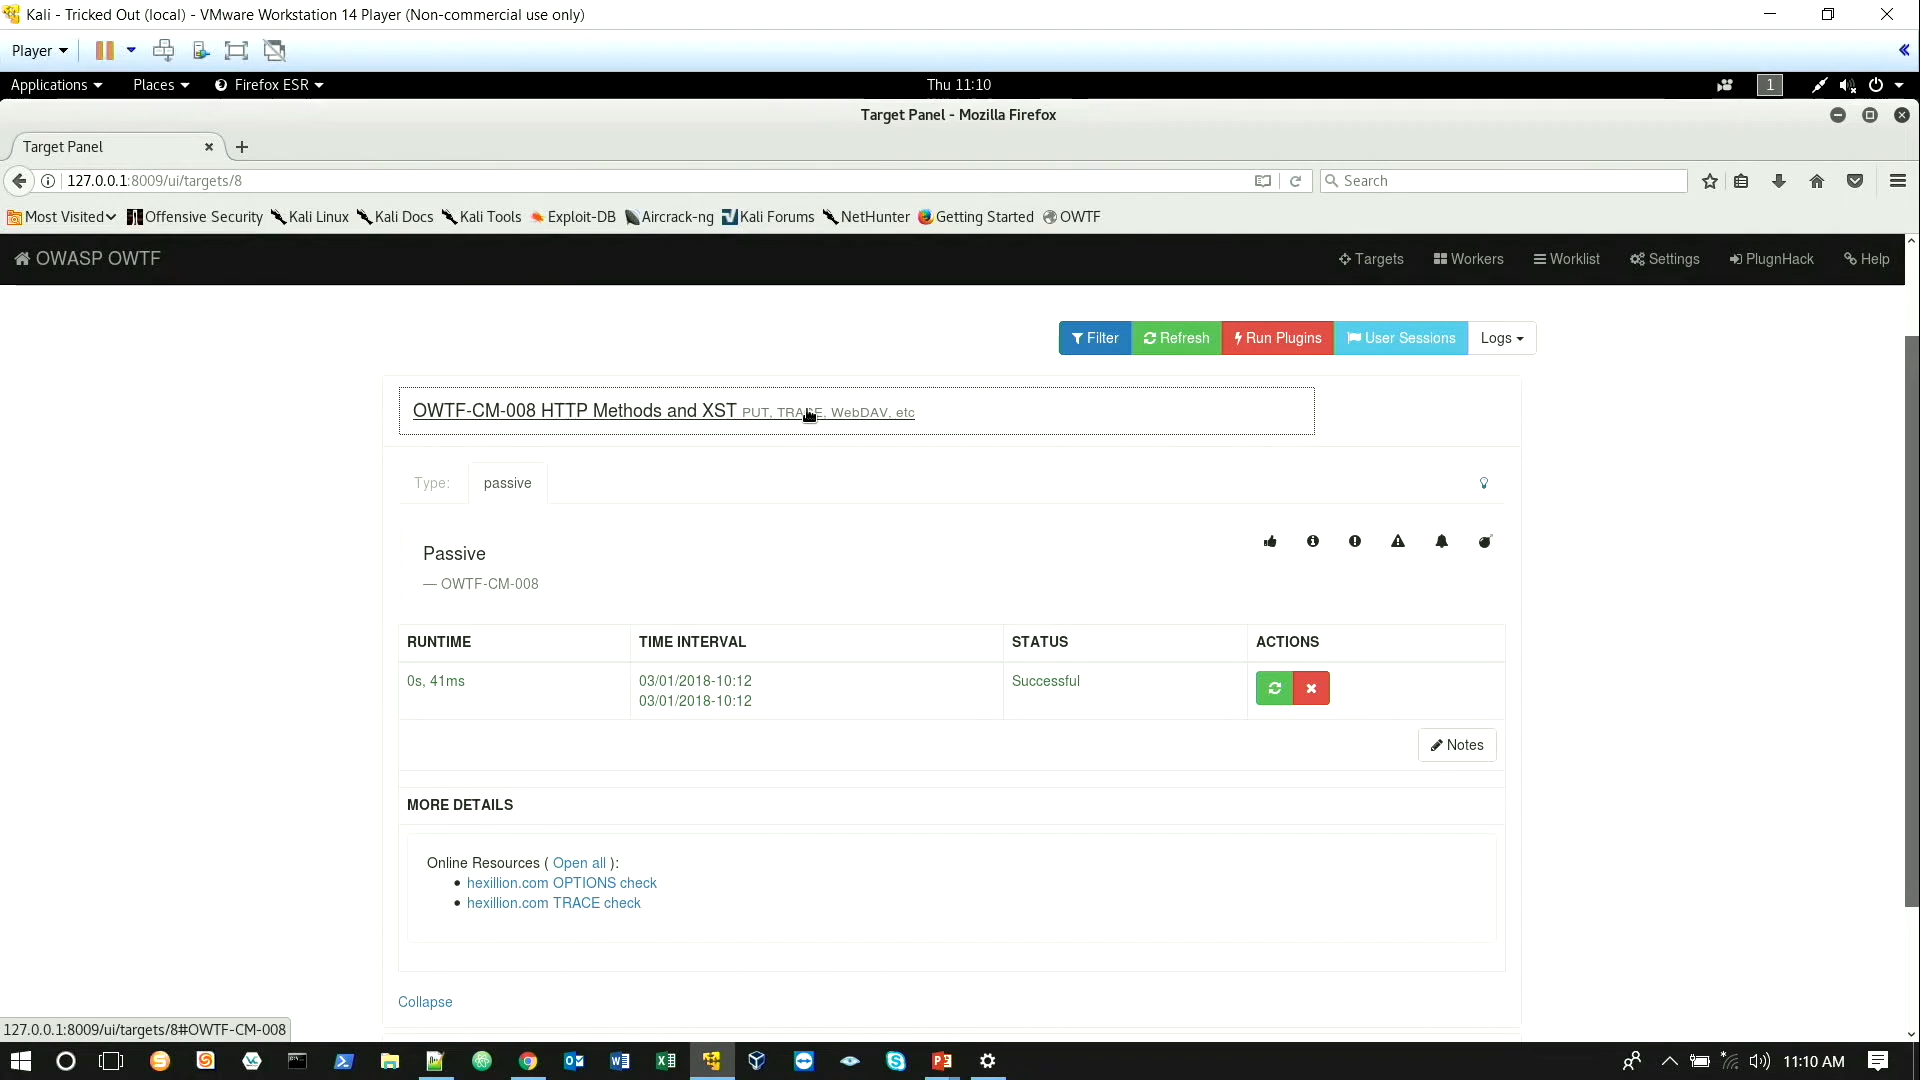 Kali - Tricked Out (local) - VMware Workstation 14 Player (Non-commercial use only)
Player
Applications Places Firefox ESR Thu 11:10 1
Target Panel - Mozilla Firefox
Target Panel
127.0.0.1:8009/ui/targets/8 Search
Most Visited Offensive Security Kali Linux Kali Docs Kali Tools Exploit-DB Aircrack-ng Kali Forums NetHunter Getting Started OWTF
OWASP OWTF Targets Workers Worklist Settings PlugnHack Help
Filter Refresh Run Plugins User Sessions Logs
OWTF-CM-008 HTTP Methods and XST PUT, TRACE, WebDAV, etc
Type: passive
Passive
— OWTF-CM-008
RUNTIME TIME INTERVAL STATUS ACTIONS
0s, 41ms 03/01/2018-10:12 Successful
03/01/2018-10:12
Notes
MORE DETAILS
Online Resources ( Open all ):
• hexillion.com OPTIONS check
• hexillion.com TRACE check
Collapse
127.0.0.1:8009/ui/targets/8#OWTF-CM-008
11:10 AM